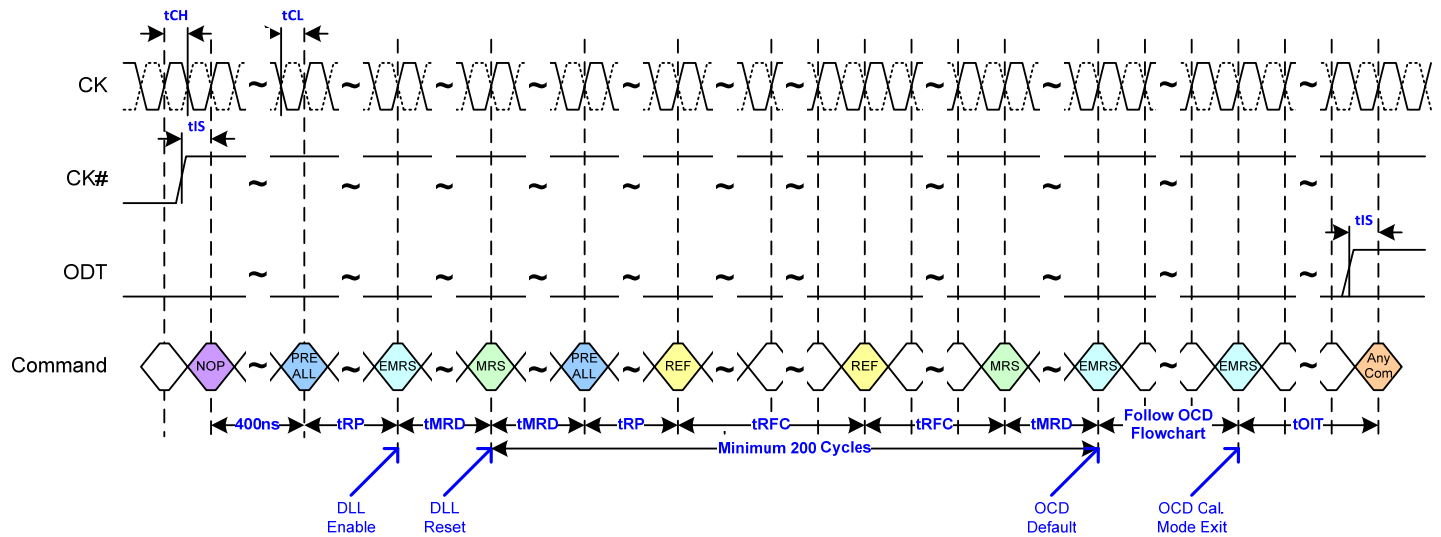 tCH
tCL
CK
tIS
CK#
tIS
ODT
Command
NOP
PRE
ALL
EMRS
MRS
PRE
ALL
REF
REF
MRS
EMRS
EMRS
Any
Com
400ns
tRP
tMRD
tMRD
tRP
tRFC
tRFC
tMRD
Follow OCD
Flowchart
tOIT
Minimum 200 Cycles
DLL
Enable
DLL
Reset
OCD
Default
OCD Cal.
Mode Exit